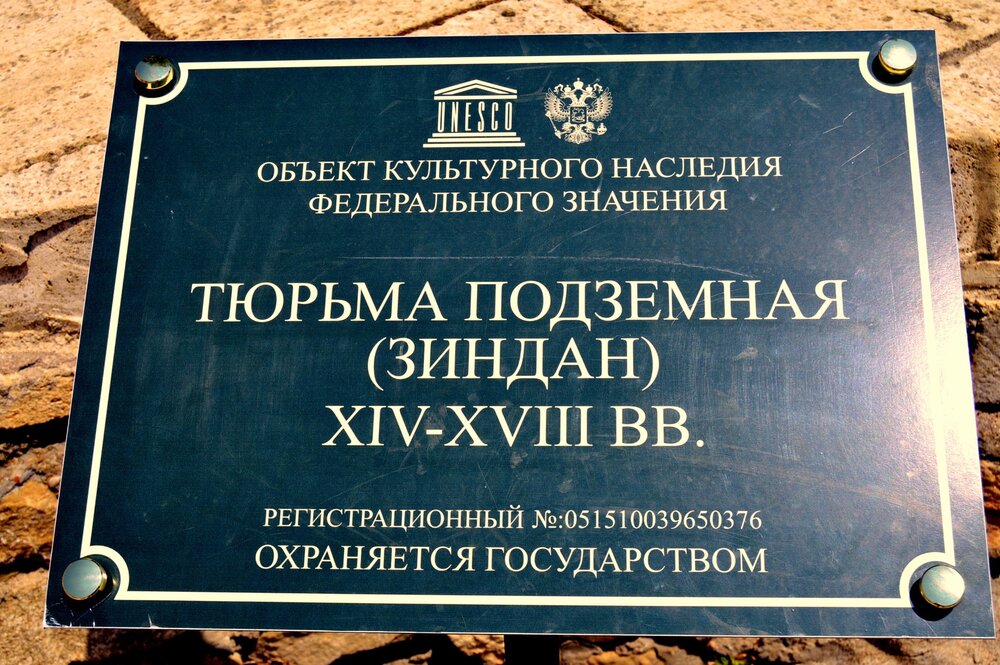 UNESCO
ОБЪЕКТ КУЛЬТУРНОГО НАСЛЕДИЯ
ФЕДЕРАЛЬНОГО ЗНАЧЕНИЯ
ТЮРЬМА ПОДЗЕМНАЯ
(ЗИНДАН)
XIV-XVIII ВВ.
РЕГИСТРАЦИОННЫЙ №:051510039650376
ОХРАНЯЕТСЯ ГОСУДАРСТВОМ